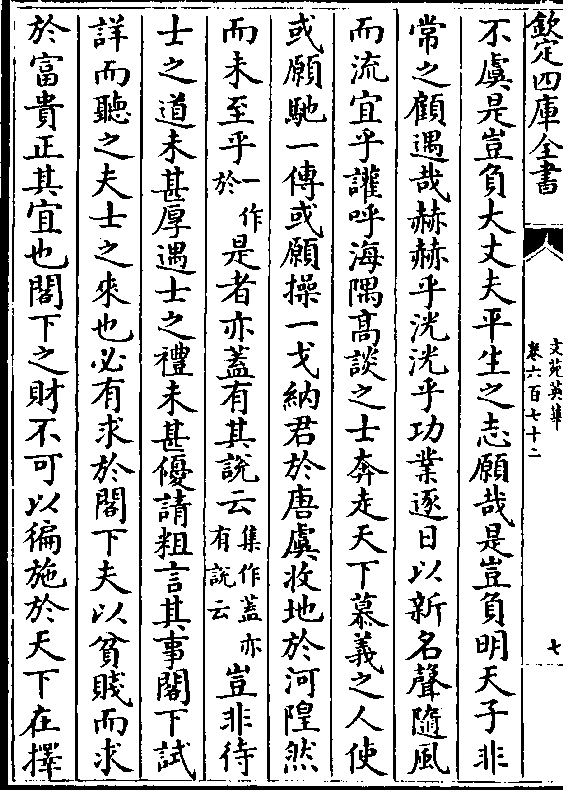 欽定四庫全書
文苑英華
卷六百七十二
七
不虞是豈負大丈夫平生之志願哉是豈負明天子非
常之顧遇哉赫赫乎洸洸乎功業逐日以新名聲隨風
而流宜乎讙呼海隅高談之士奔走天下慕義之人使
或願馳一傳或願操一戈納君於唐虞收地於河隍然
而未至乎一作於是者亦蓋有其說云集作蓋亦有說云豈非待
士之道未甚厚遇士之禮未甚優請粗言其事閣下試
詳而聽之夫士之來也必有求於閣下夫以貧賤而求
於富貴正其宜也閣下之財不可以徧施於天下在擇